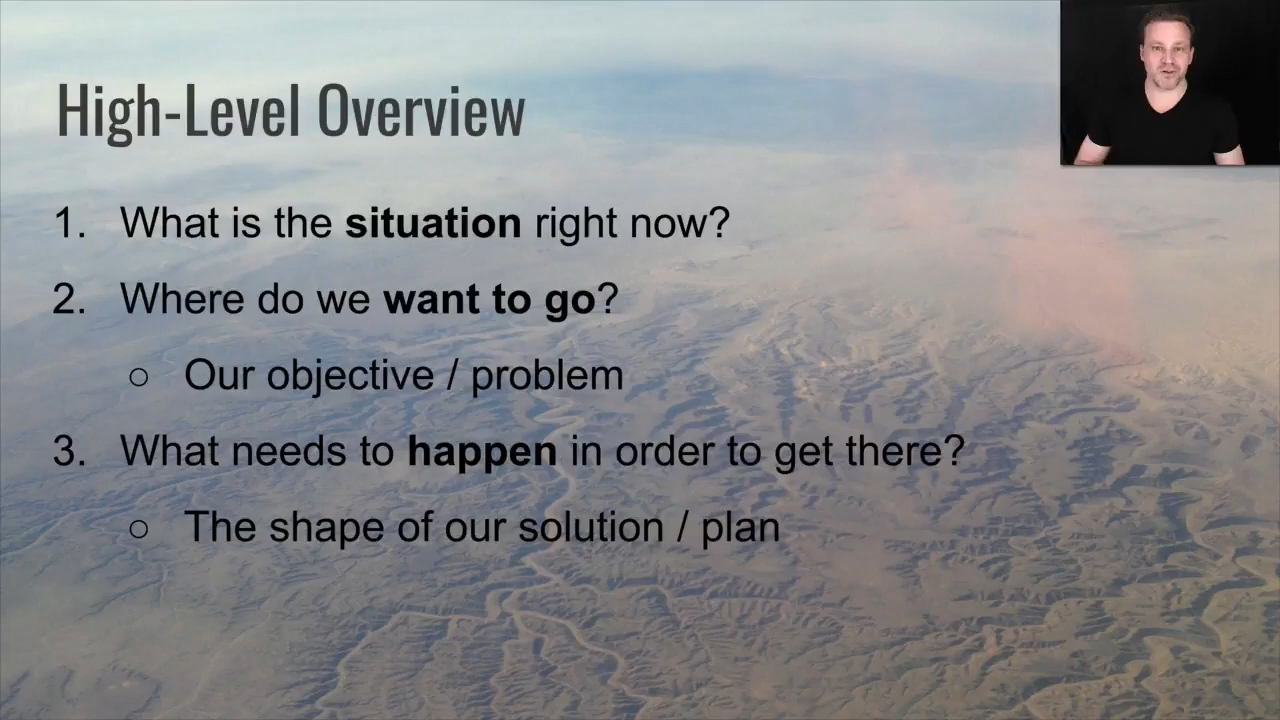 High-Level Overview
1. What is the situation right now?
2. Where do we want to go?
○ Our objective / problem
3. What needs to happen in order to get there?
○ The shape of our solution / plan